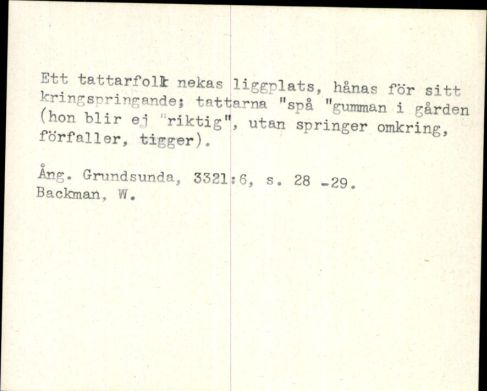 Ett tattarfolk nekas liggplats, hånas för sitt
kringspringande; tattarna "spå "gumman i gården
(hon blir ej "riktig", utan springer omkring,
förfaller, tigger).
Ång. Grundsunda, 3321:6, s. 28 -29.
Backman, W.